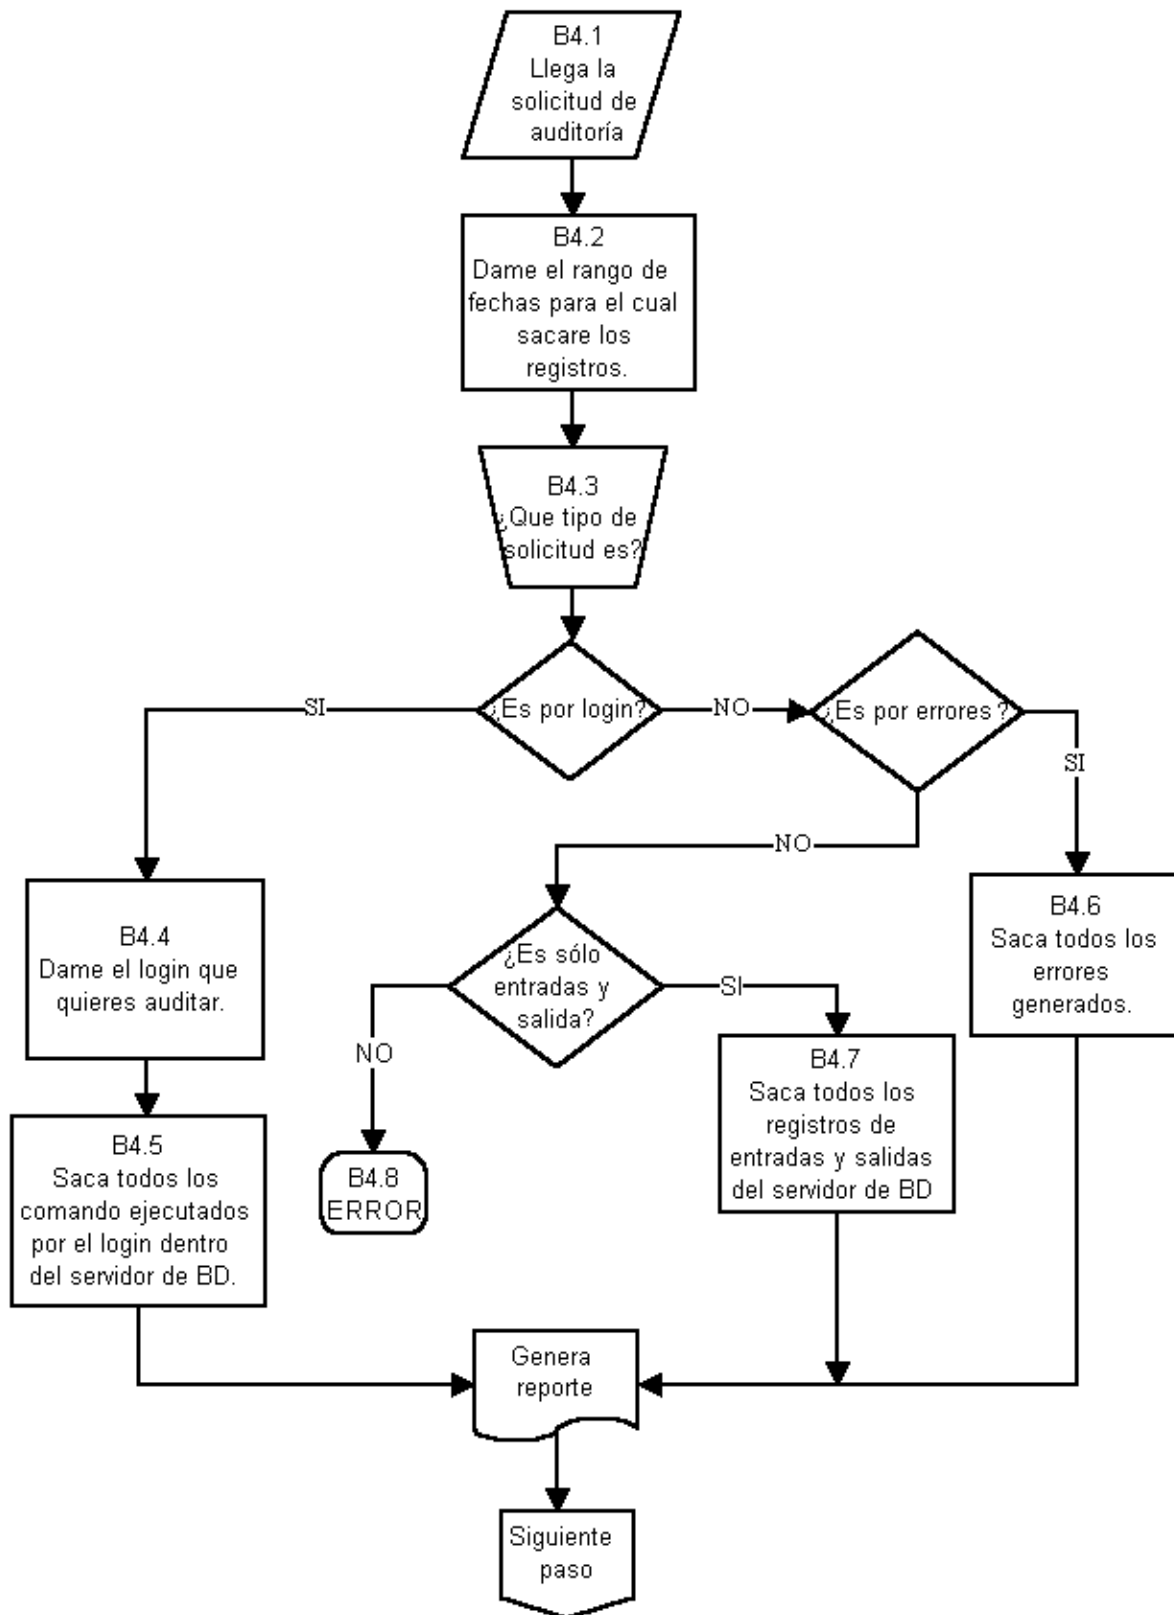 B4.1
Llega la
solicitud de
auditoría
B4.2
Dame el rango de
fechas para el cual
sacare los
registros.
B4.3
¿Que tipo de
solicitud es?
SI
¿Es por login?
NO
¿Es por errores ?
SI
NO
B4.4
Dame el login que
quieres auditar.
¿Es sólo
entradas y
salida?
SI
NO
B4.6
Saca todos los
errores
generados.
B4.5
Saca todos los
comando ejecutados
por el login dentro
del servidor de BD.
B4.8
ERROR
B4.7
Saca todos los
registros de
entradas y salidas
del servidor de BD
Genera
reporte
Siguiente
paso